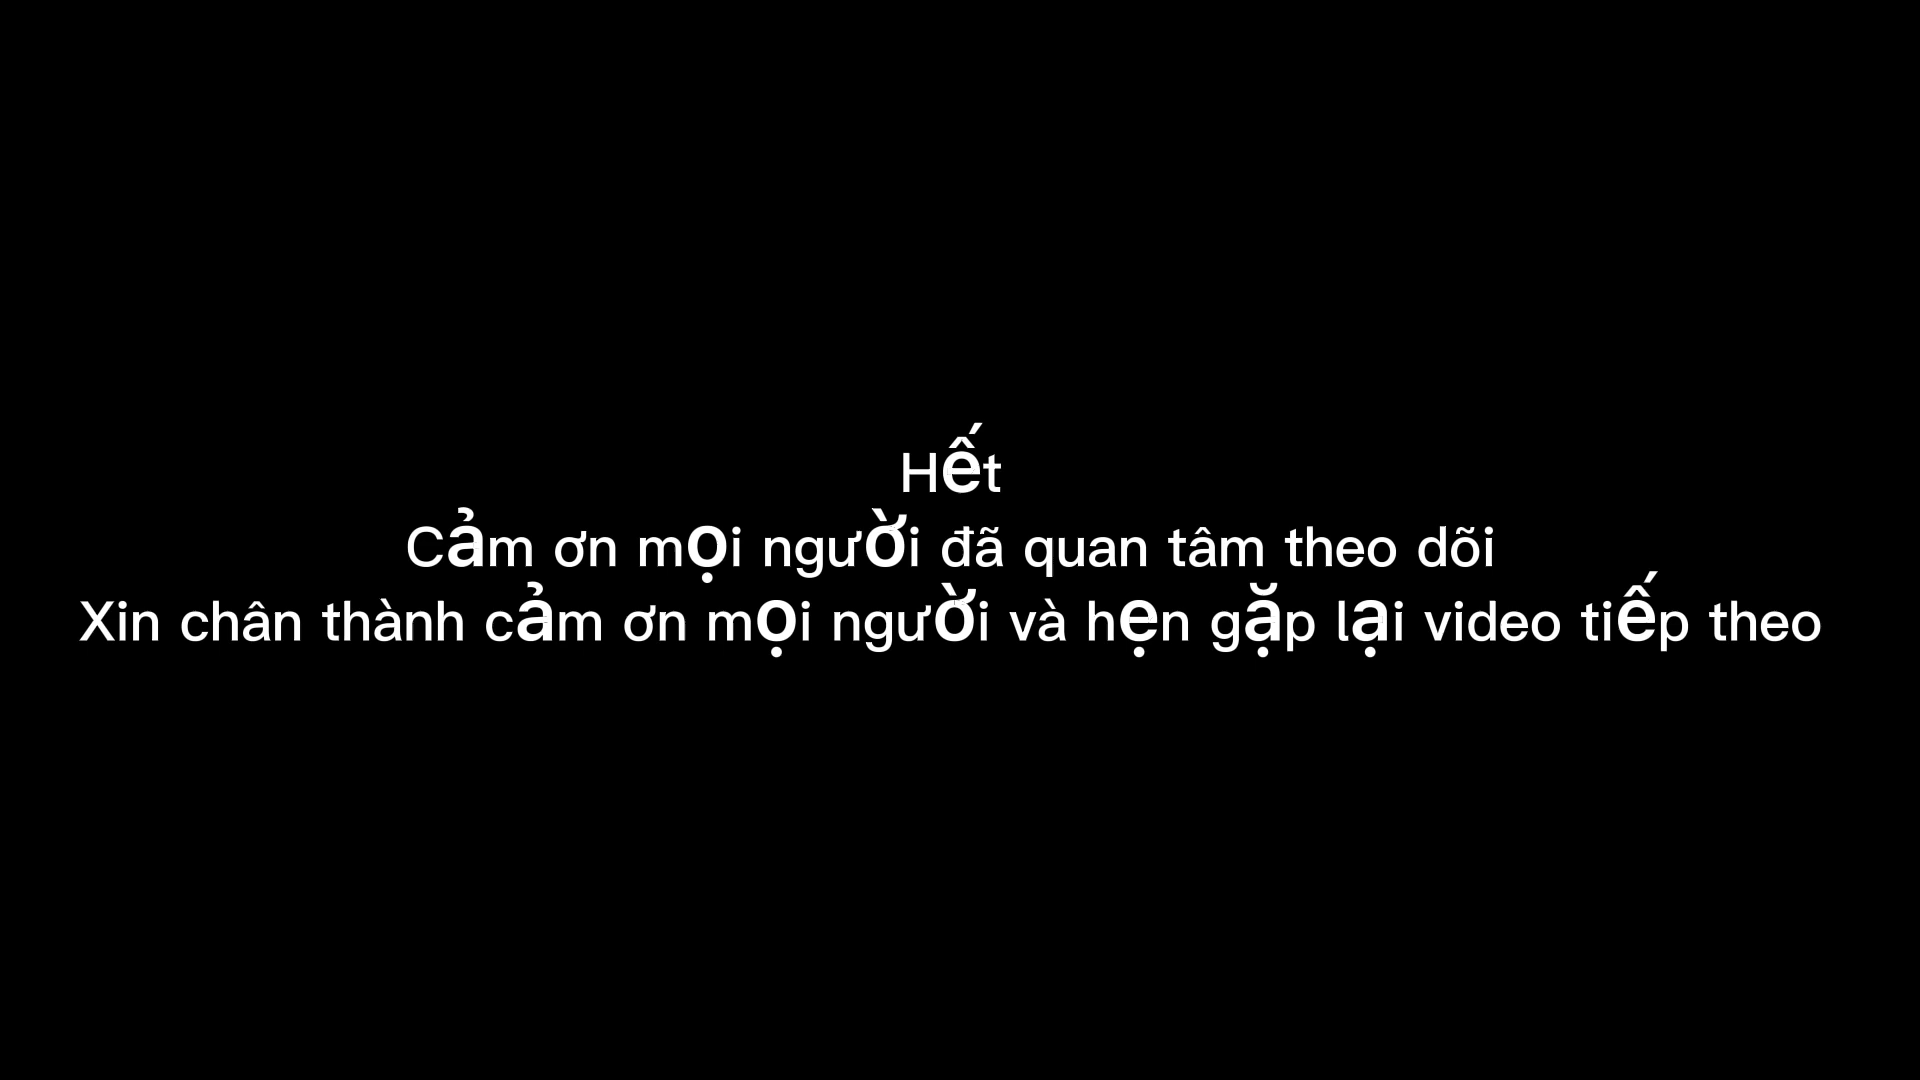 Hết
Cảm ơn mọi người đã quan tâm theo dõi
Xin chân thành cảm ơn mọi người và hẹn gặp lại video tiếp theo